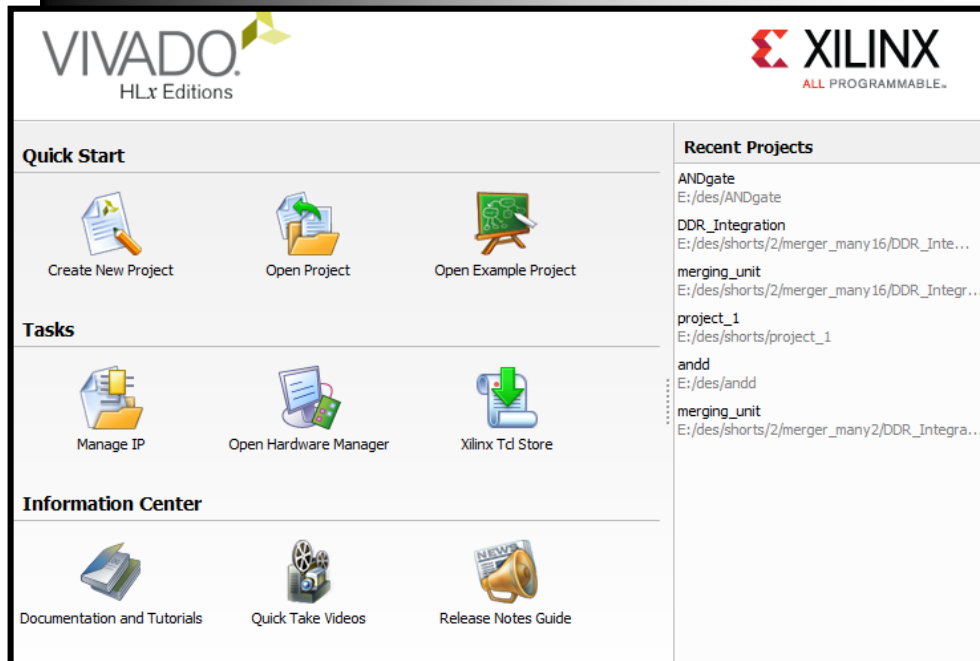 VIVADO.
HLx Editions
XILINX
ALL PROGRAMMABLE™
Quick Start
Create New Project
Open Project
Open Example Project
Tasks
Manage IP
Open Hardware Manager
Xilinx Tcl Store
Information Center
NEWS
Documentation and Tutorials
Quick Take Videos
Release Notes Guide
Recent Projects
ANDgate
E:/des/ANDgate
DDR_Integration
E:/des/shorts/2/merger_many16/DDR_Inte...
merging_unit
E:/des/shorts/2/merger_many16/DDR_Integr...
project_1
E:/des/shorts/project_1
andd
E:/des/andd
merging_unit
E:/des/shorts/2/merger_many2/DDR_Integra...